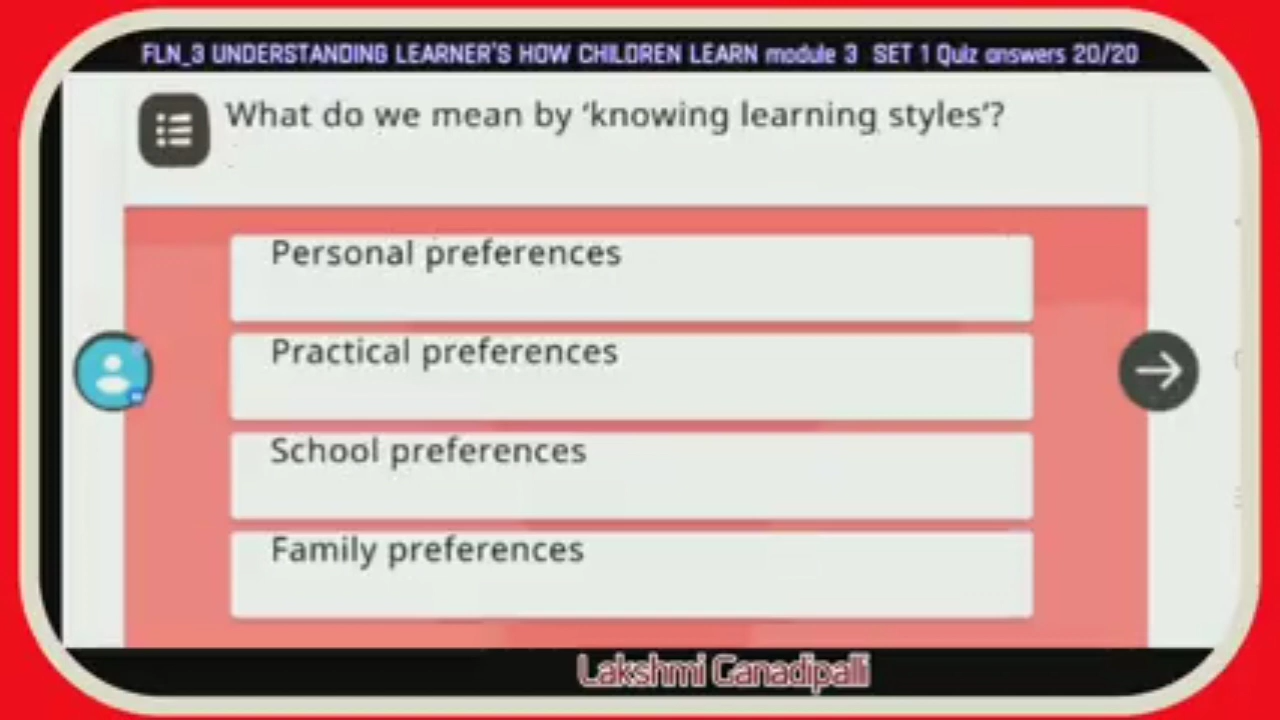 FLN_3 UNDERSTANDING LEARNER'S HOW CHILDREN LEARN module 3 SET 1 Quiz answers 20/20
What do we mean by ‘knowing learning styles’?
Personal preferences
Practical preferences
School preferences
Family preferences
Lakshmi Ganadipalli